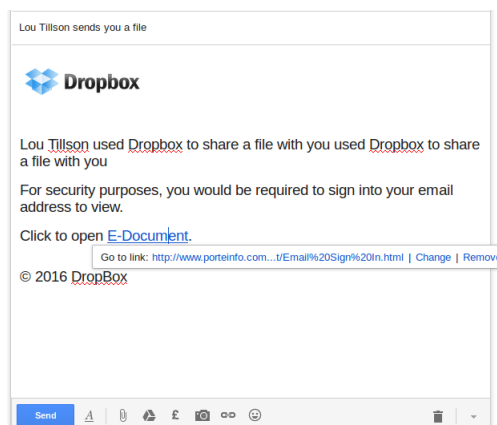 Lou Tillson sends you a file
Dropbox
Lou Tillson used Dropbox to share a file with you used Dropbox to share
a file with you
For security purposes, you would be required to sign into your email
address to view.
Click to open E-Document.
Go to link: http://www.porteinfo.com...t/Email%20Sign%20In.html | Change | Remove
© 2016 DropBox
Send A £